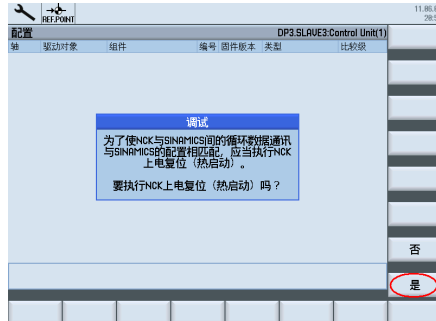 REF.POINT
配置
DP3.SLAVE3:Control Unit(1)
轴 驱动对象 组件 编号 固件版本 类型 比较级
调试
为了使NCK与SINAMICS间的循环数据通讯
与SINAMICS的配置相匹配，应当执行NCK
上电复位（热启动）。
要执行NCK上电复位（热启动）吗？
否
是